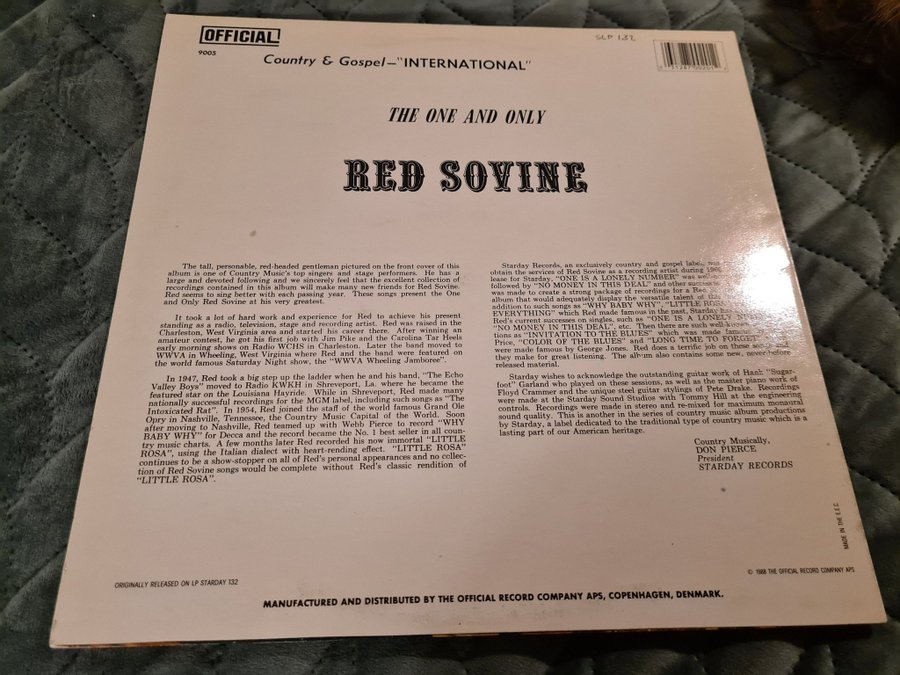 OFFICIAL
9005
SLP 132
Country & Gospel—"INTERNATIONAL"
THE ONE AND ONLY
RED SOVINE
The tall, personable, red-headed gentleman pictured on the front cover of this
album is one of Country Music's top singers and stage performers. He has a
large and devoted following and we sincerely feel that the excellent collection of
recordings contained in this album will make many new friends for Red Sovine.
Red seems to sing better with each passing year. These songs present the One
and Only Red Sovine at his very greatest.
It took a lot of hard work and experience for Red to achieve his present
standing as a radio, television, stage and recording artist. Red was raised in the
Charleston, West Virginia area and started his career there. After winning an
amateur contest, he got his first job with Jim Pike and the Carolina Tar Heels
early morning shows on Radio WCHS in Charleston. Later the band moved to
WWVA in Wheeling, West Virginia where Red and the band were featured on
the world famous Saturday Night show, the "WWVA Wheeling Jamboree".
In 1947, Red took a big step up the ladder when he and his band, "The Echo
Valley Boys" moved to Radio KWKH in Shreveport, La. where he became the
featured star on the Louisiana Hayride. While in Shreveport, Red made many
nationally successful recordings for the MGM label, including such songs as "The
Intoxicated Rat". In 1954, Red joined the staff of the world famous Grand Ole
Opry in Nashville, Tennessee, the Country Music Capital of the World. Soon
after moving to Nashville, Red teamed up with Webb Pierce to record "WHY
BABY WHY" for Decca and the record became the No. 1 best seller in all coun-
try music charts. A few months later Red recorded his now immortal "LITTLE
ROSA", using the Italian dialect with heart-rending effect. "LITTLE ROSA"
continues to be a show-stopper on all of Red's personal appearances and no collec-
tion of Red Sovine songs would be complete without Red's classic rendition of
"LITTLE ROSA".
Starday Records, an exclusively country and gospel label,
obtain the services of Red Sovine as a recording artist during
lease for Starday, "ONE IS A LONELY NUMBER" was
followed by "NO MONEY IN THIS DEAL" and other
was made to create a strong package of recordings for a
album that would adequately display the versatile talent of
addition to such songs as "WHY BABY WHY", "LITTLE
EVERYTHING" which Red made famous in the past, Starday
Red's current successes on singles, such as "ONE IS A LONELY
"NO MONEY IN THIS DEAL", etc. Then there are such
tions as "INVITATION TO THE BLUES" which was made
Price, "COLOR OF THE BLUES" and "LONG TIME TO
were made famous by George Jones. Red does a terrific job on these
they make for great listening. The album also contains some new, never before
released material.
Starday wishes to acknowledge the outstanding guitar work of Hank "Sugar-
foot" Garland who played on these sessions, as well as the master piano work of
Floyd Crammer and the unique steel guitar stylings of Pete Drake. Recordings
were made at the Starday Sound Studios with Tommy Hill at the engineering
controls. Recordings were made in stereo and re-mixed for maximum monaural
sound quality. This is another in the series of country music album productions
by Starday, a label dedicated to the traditional type of country music which is a
lasting part of our American heritage.
Country Musically,
DON PIERCE
President
STARDAY RECORDS
MADE IN THE E.E.C.
© 1988 THE OFFICIAL RECORD COMPANY APS
ORIGINALLY RELEASED ON LP STARDAY 132
MANUFACTURED AND DISTRIBUTED BY THE OFFICIAL RECORD COMPANY APS, COPENHAGEN, DENMARK.